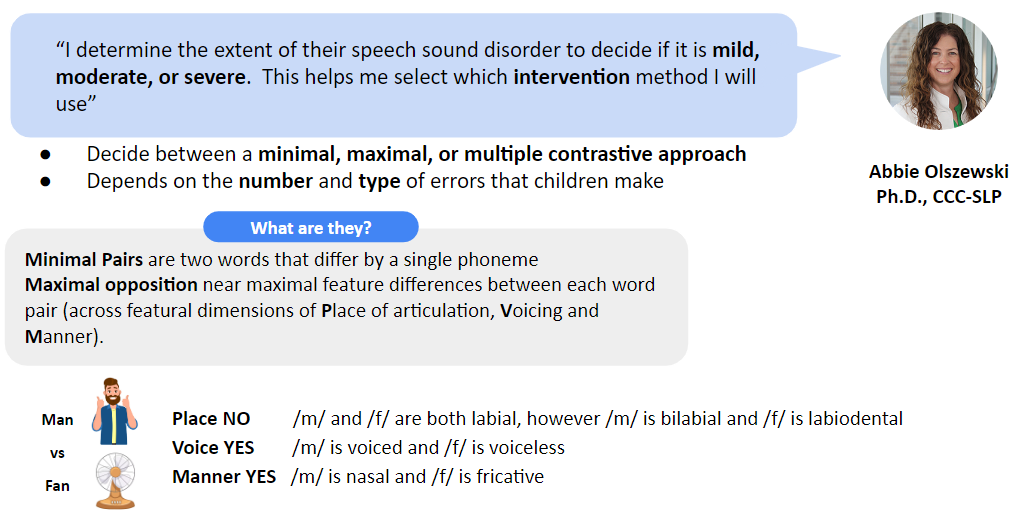 “I determine the extent of their speech sound disorder to decide if it is mild,
moderate, or severe.  This helps me select which intervention method I will
use”
● Decide between a minimal, maximal, or multiple contrastive approach
● Depends on the number and type of errors that children make
Abbie Olszewski
Ph.D., CCC-SLP
What are they?
Minimal Pairs are two words that differ by a single phoneme
Maximal opposition near maximal feature differences between each word
pair (across featural dimensions of Place of articulation, Voicing and
Manner).
Man
vs
Fan
Place NO /m/ and /f/ are both labial, however /m/ is bilabial and /f/ is labiodental
Voice YES /m/ is voiced and /f/ is voiceless
Manner YES /m/ is nasal and /f/ is fricative